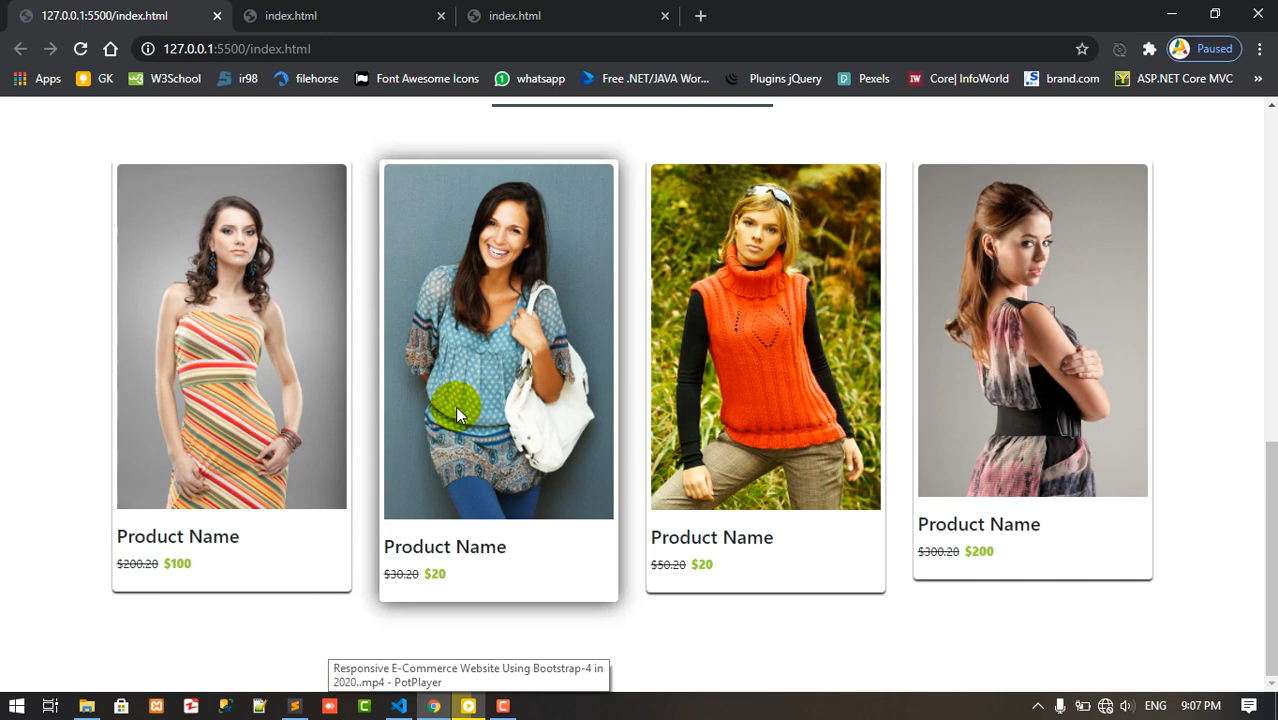 127.0.0.1:5500/index.html
index.html
index.html
127.0.0.1:5500/index.html
Paused
Apps
GK
W3School
ir98
filehorse
Font Awesome Icons
whatsapp
Free .NET/JAVA Wor...
Plugins jQuery
Pexels
Core| InfoWorld
brand.com
ASP.NET Core MVC
Product Name
$200.20 $100
Product Name
$30.20 $20
Product Name
$50.20 $20
Product Name
$300.20 $200
Responsive E-Commerce Website Using Bootstrap-4 in
2020..mp4 - PotPlayer
ENG
9:07 PM